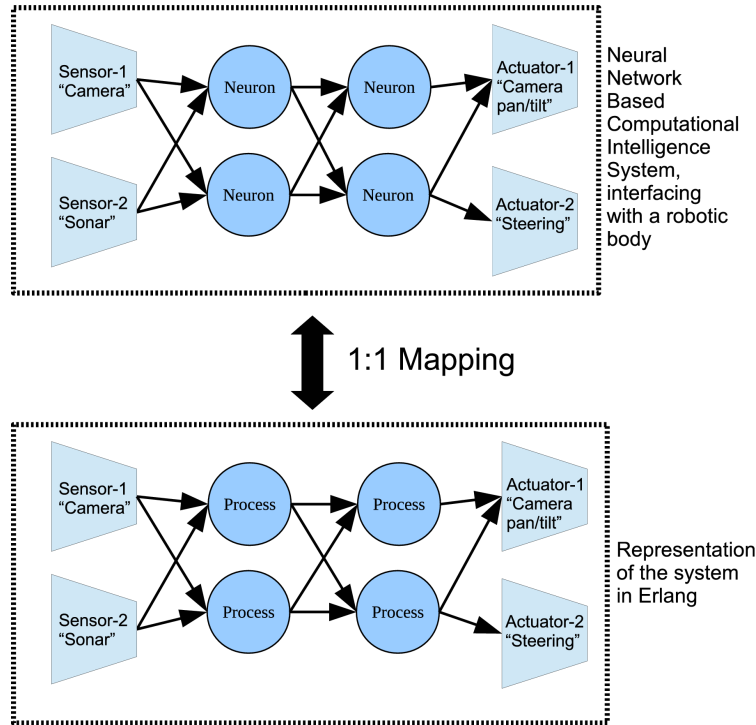 Sensor-1
“Camera”
Neuron
Neuron
Actuator-1
“Camera
pan/tilt”
Sensor-2
“Sonar”
Neuron
Neuron
Actuator-2
“Steering”
Neural
Network
Based
Computational
Intelligence
System,
interfacing
with a robotic
body
1:1 Mapping
Sensor-1
“Camera”
Process
Process
Actuator-1
“Camera
pan/tilt”
Sensor-2
“Sonar”
Process
Process
Actuator-2
“Steering”
Representation
of the system
in Erlang